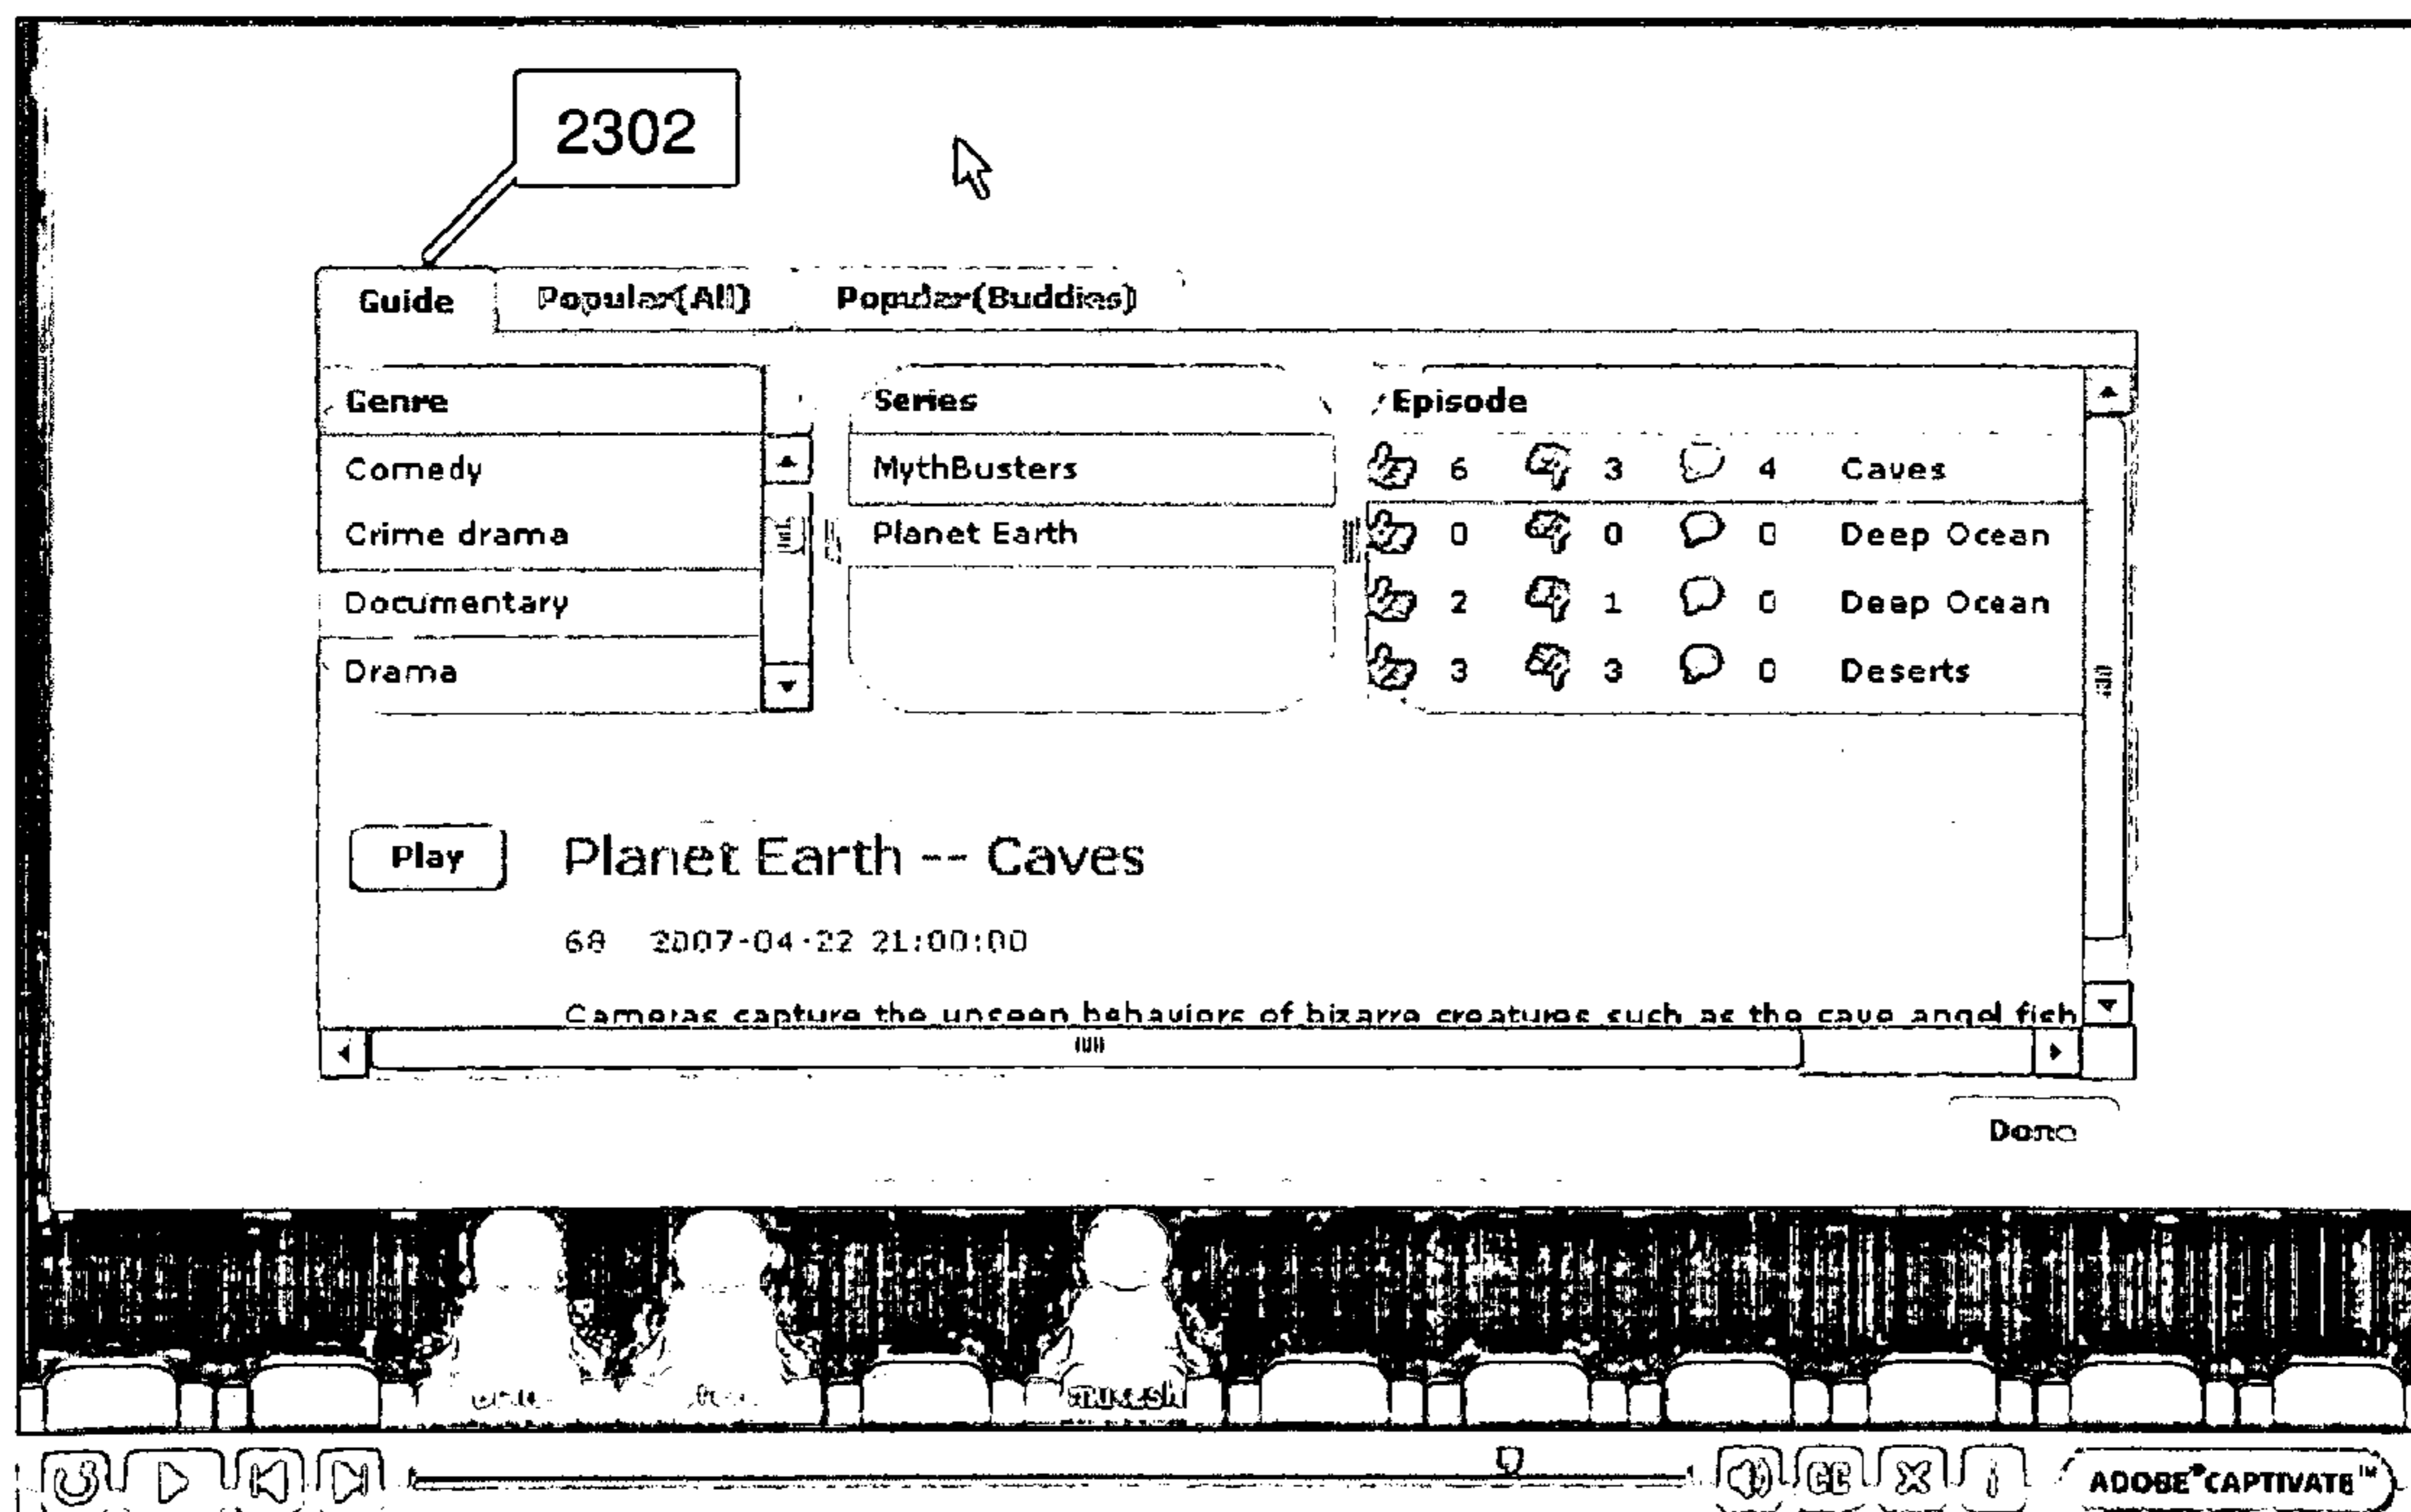 2302
Guide Popular(All) Popular(Buddies)
Genre Series Episode
Comedy MythBusters 6 3 4 Caves
Crime drama Planet Earth 0 0 0 Deep Ocean
Documentary 2 1 0 Deep Ocean
Drama 3 3 0 Deserts
Play Planet Earth -- Caves
68 2007-04-22 21:00:00
Cameras capture the unseen behaviors of bizarre creatures such as the cave angel fish
Done
CC X i ADOBE® CAPTIVATE™